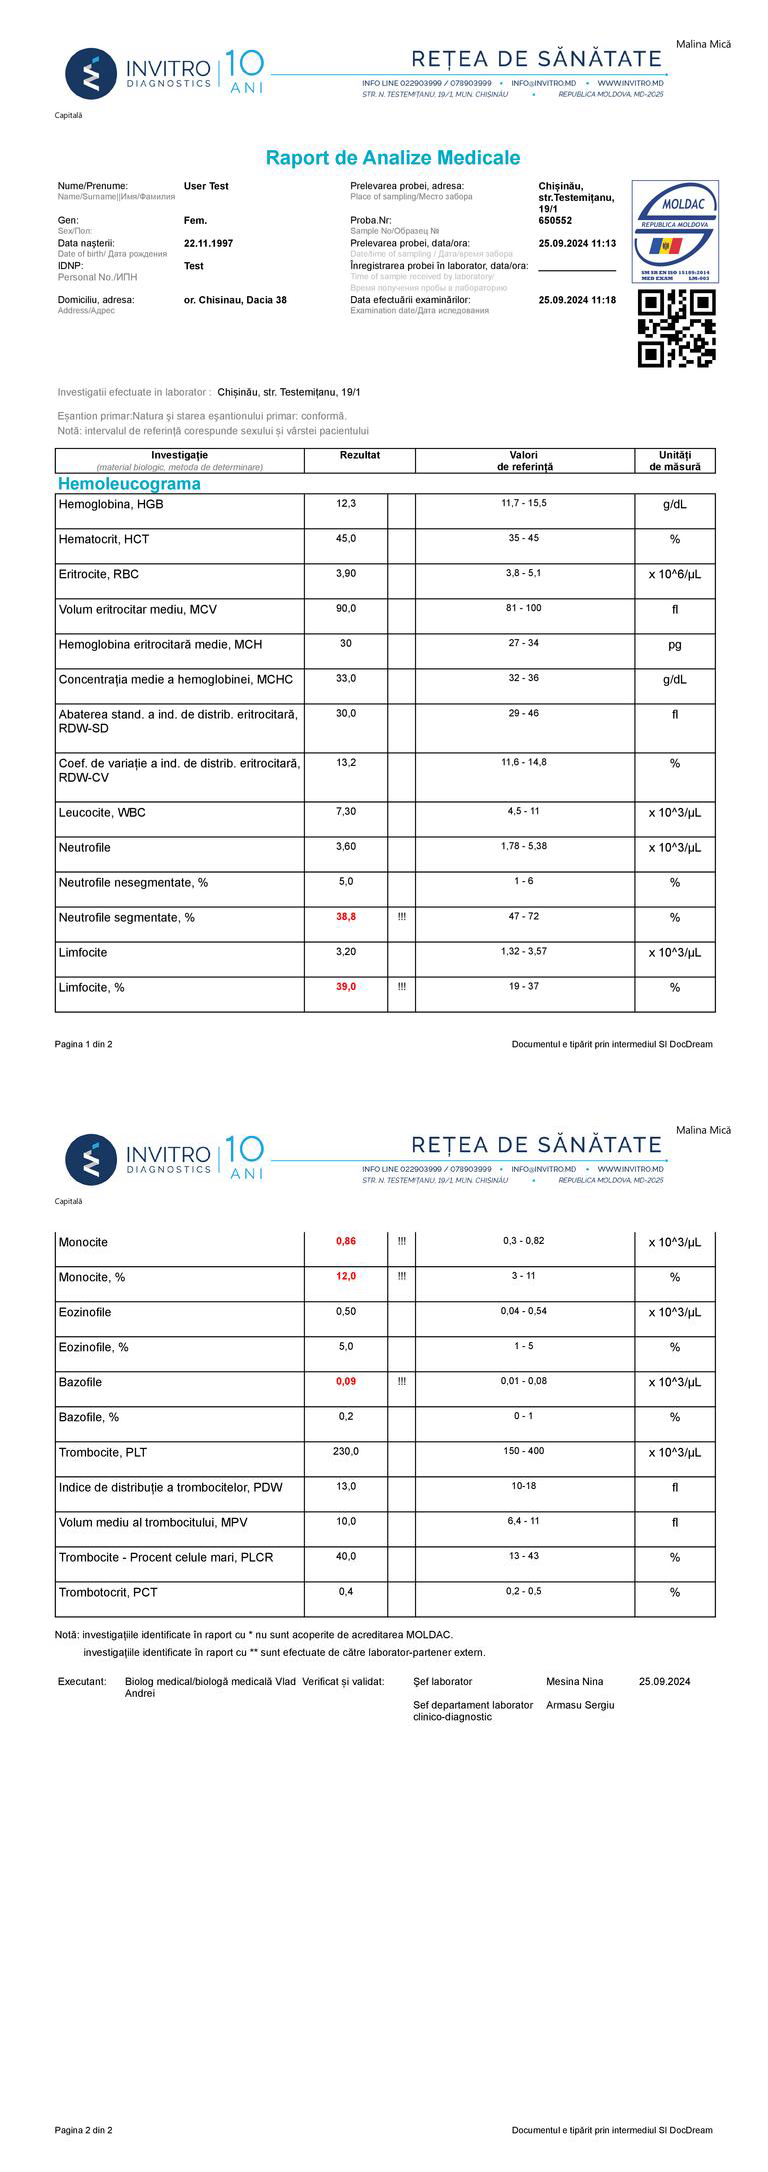 Malina Mică
INVITRO DIAGNOSTICS 10 ANI
REȚEA DE SĂNĂTATE
INFO LINE 022903999 / 078903999 • INFO@INVITRO.MD • WWW.INVITRO.MD
STR. N. TESTEMIȚANU, 19/1, MUN. CHIȘINĂU • REPUBLICA MOLDOVA, MD-2025
Capitală
Raport de Analize Medicale
Nume/Prenume: User Test Prelevarea probei, adresa: Chișinău, str.Testemițanu, 19/1
Name/Surname||Имя/Фамилия Place of sampling/Место забора
Gen: Fem. Proba.Nr: 650552
Sex/Пол: Sample No/Образец №
Data naşterii: 22.11.1997 Prelevarea probei, data/ora: 25.09.2024 11:13
Date of birth/ Дата рождения Date/time of sampling / Дата/время забора
IDNP: Test Înregistrarea probei în laborator, data/ora:
Personal No./ИПН Time of sample received by laboratory/
Время получения пробы в лабораторию
Domiciliu, adresa: or. Chisinau, Dacia 38 Data efectuării examinărilor: 25.09.2024 11:18
Address/Адрес Examination date/Дата иследования
MOLDAC
REPUBLICA MOLDOVA
SM SR EN ISO 15189:2014
MED EXAM LM-003
Investigatii efectuate in laborator : Chișinău, str. Testemițanu, 19/1
Eșantion primar:Natura şi starea eşantionului primar: conformă.
Notă: intervalul de referință corespunde sexului și vârstei pacientului
Investigație Rezultat Valori de referință Unități de măsură
(material biologic, metoda de determinare)
Hemoleucograma
Hemoglobina, HGB 12,3 11,7 - 15,5 g/dL
Hematocrit, HCT 45,0 35 - 45 %
Eritrocite, RBC 3,90 3,8 - 5,1 x 10^6/µL
Volum eritrocitar mediu, MCV 90,0 81 - 100 fl
Hemoglobina eritrocitară medie, MCH 30 27 - 34 pg
Concentrația medie a hemoglobinei, MCHC 33,0 32 - 36 g/dL
Abaterea stand. a ind. de distrib. eritrocitară, 30,0 29 - 46 fl
RDW-SD
Coef. de variație a ind. de distrib. eritrocitară, 13,2 11,6 - 14,8 %
RDW-CV
Leucocite, WBC 7,30 4,5 - 11 x 10^3/µL
Neutrofile 3,60 1,78 - 5,38 x 10^3/µL
Neutrofile nesegmentate, % 5,0 1 - 6 %
Neutrofile segmentate, % 38,8 !!! 47 - 72 %
Limfocite 3,20 1,32 - 3,57 x 10^3/µL
Limfocite, % 39,0 !!! 19 - 37 %
Pagina 1 din 2 Documentul e tipărit prin intermediul SI DocDream
Malina Mică
INVITRO DIAGNOSTICS 10 ANI
REȚEA DE SĂNĂTATE
INFO LINE 022903999 / 078903999 • INFO@INVITRO.MD • WWW.INVITRO.MD
STR. N. TESTEMIȚANU, 19/1, MUN. CHIȘINĂU • REPUBLICA MOLDOVA, MD-2025
Capitală
Monocite 0,86 !!! 0,3 - 0,82 x 10^3/µL
Monocite, % 12,0 !!! 3 - 11 %
Eozinofile 0,50 0,04 - 0,54 x 10^3/µL
Eozinofile, % 5,0 1 - 5 %
Bazofile 0,09 !!! 0,01 - 0,08 x 10^3/µL
Bazofile, % 0,2 0 - 1 %
Trombocite, PLT 230,0 150 - 400 x 10^3/µL
Indice de distribuție a trombocitelor, PDW 13,0 10-18 fl
Volum mediu al trombocitului, MPV 10,0 6,4 - 11 fl
Trombocite - Procent celule mari, PLCR 40,0 13 - 43 %
Trombotocrit, PCT 0,4 0,2 - 0,5 %
Notă: investigațiile identificate în raport cu * nu sunt acoperite de acreditarea MOLDAC.
investigațiile identificate în raport cu ** sunt efectuate de către laborator-partener extern.
Executant: Biolog medical/biologă medicală Vlad Andrei Verificat și validat: Şef laborator Mesina Nina 25.09.2024
Sef departament laborator clinico-diagnostic Armasu Sergiu
Pagina 2 din 2 Documentul e tipărit prin intermediul SI DocDream